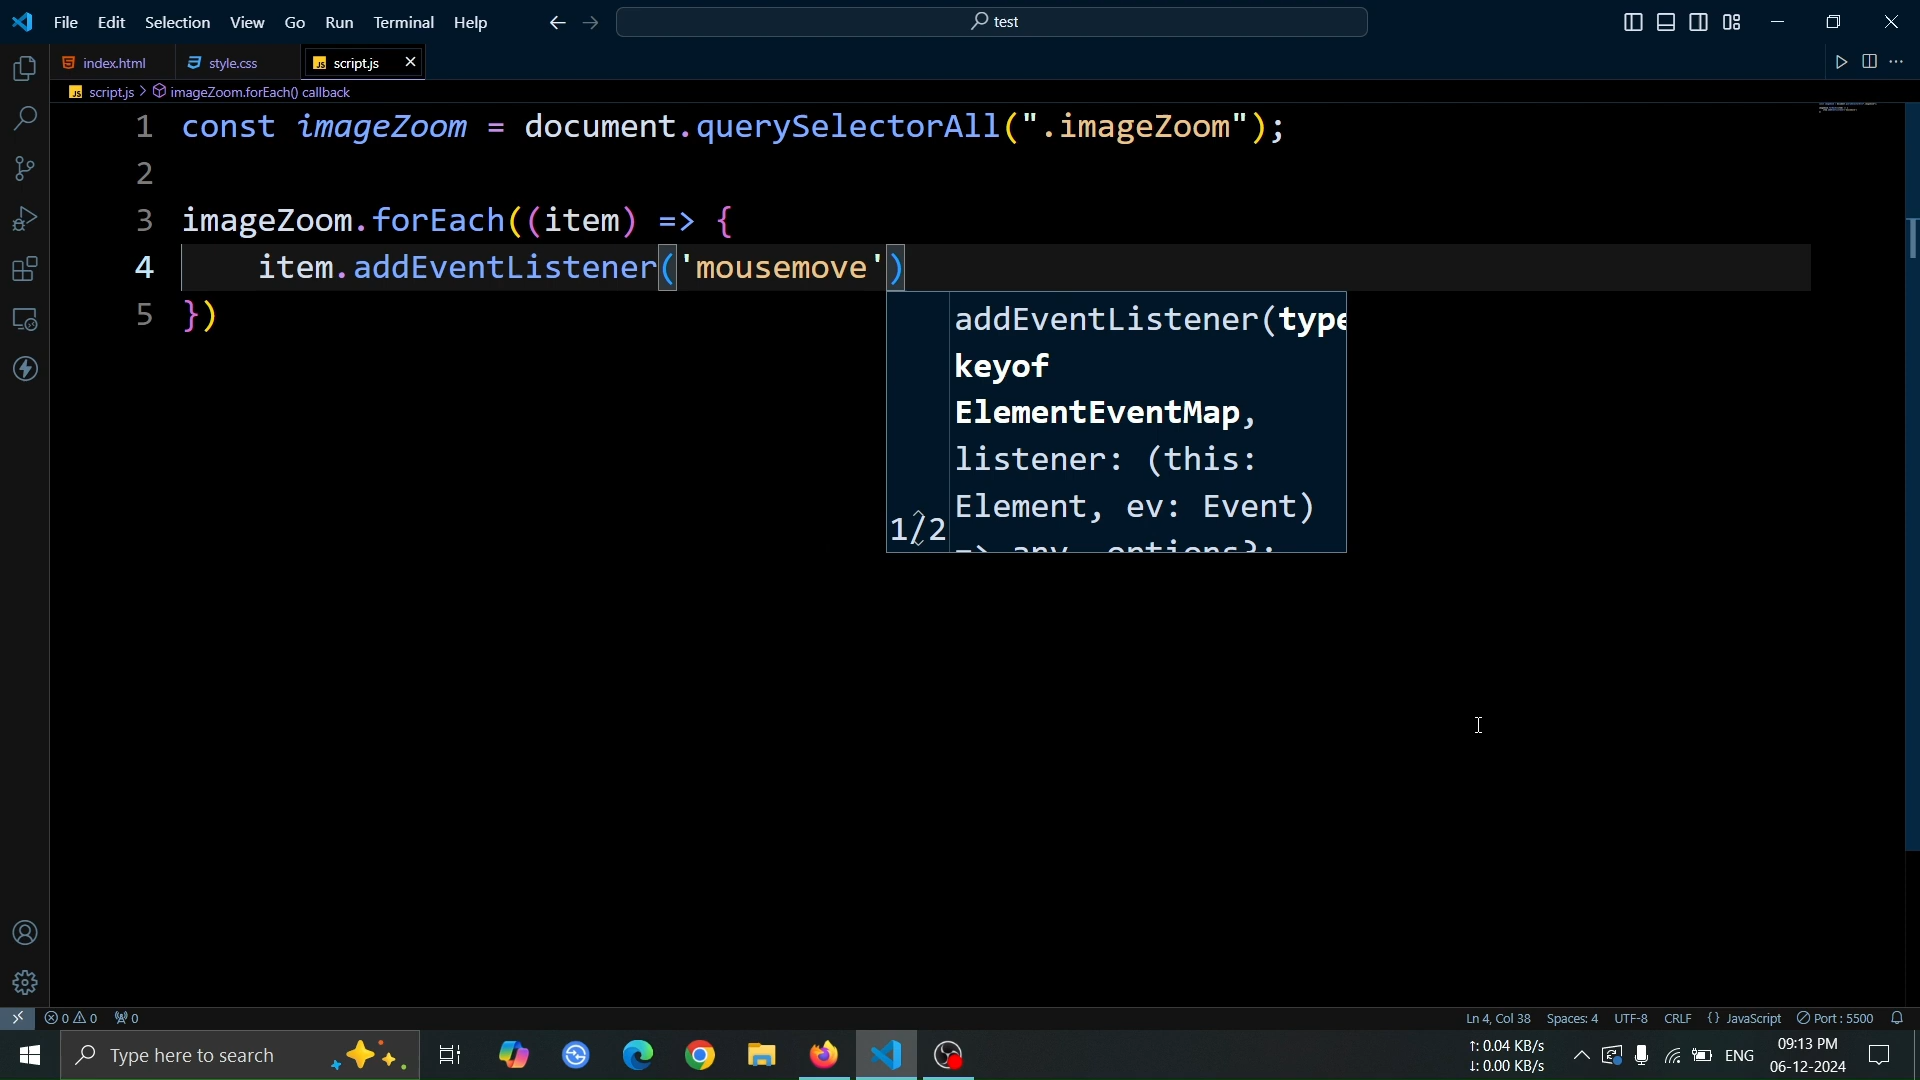 File Edit Selection View Go Run Terminal Help
test
index.html style.css script.js
script.js > imageZoom.forEach() callback
1 const imageZoom = document.querySelectorAll(".imageZoom");
2
3 imageZoom.forEach((item) => {
4 item.addEventListener('mousemove')
5 })
addEventListener(type
keyof
ElementEventMap,
listener: (this:
Element, ev: Event)
=> any, options?:
1/2
0 0 0 Ln 4, Col 38 Spaces: 4 UTF-8 CRLF {} JavaScript Port : 5500
Type here to search
↑: 0.04 KB/s
↓: 0.00 KB/s
ENG
09:13 PM
06-12-2024